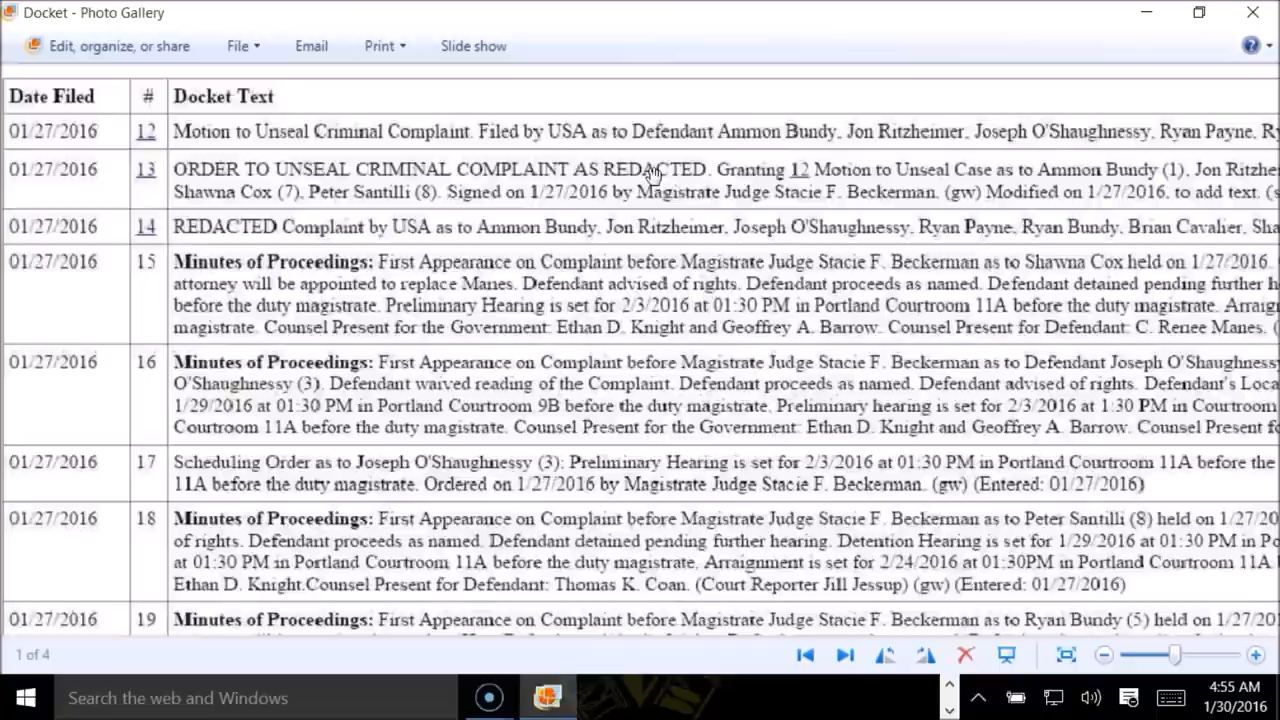 Docket - Photo Gallery
Edit, organize, or share File Email Print Slide show
Date Filed # Docket Text
01/27/2016 12 Motion to Unseal Criminal Complaint. Filed by USA as to Defendant Ammon Bundy, Jon Ritzheimer, Joseph O'Shaughnessy, Ryan Payne,
01/27/2016 13 ORDER TO UNSEAL CRIMINAL COMPLAINT AS REDACTED. Granting 12 Motion to Unseal Case as to Ammon Bundy (1), Jon
Shawna Cox (7), Peter Santilli (8). Signed on 1/27/2016 by Magistrate Judge Stacie F. Beckerman. (gw) Modified on 1/27/2016, to add text.
01/27/2016 14 REDACTED Complaint by USA as to Ammon Bundy, Jon Ritzheimer, Joseph O'Shaughnessy, Ryan Payne, Ryan Bundy, Brian Cavalier,
01/27/2016 15 Minutes of Proceedings: First Appearance on Complaint before Magistrate Judge Stacie F. Beckerman as to Shawna Cox held on 1/27/2016.
attorney will be appointed to replace Manes. Defendant advised of rights. Defendant proceeds as named. Defendant detained pending further
before the duty magistrate. Preliminary Hearing is set for 2/3/2016 at 01:30 PM in Portland Courtroom 11A before the duty magistrate.
magistrate. Counsel Present for the Government: Ethan D. Knight and Geoffrey A. Barrow. Counsel Present for Defendant: C. Renee Manes. (
01/27/2016 16 Minutes of Proceedings: First Appearance on Complaint before Magistrate Judge Stacie F. Beckerman as to Defendant Joseph O'Shaughnessy
O'Shaughnessy (3). Defendant waived reading of the Complaint. Defendant proceeds as named. Defendant advised of rights. Defendant's
1/29/2016 at 01:30 PM in Portland Courtroom 9B before the duty magistrate. Preliminary hearing is set for 2/3/2016 at 1:30 PM in Courtroom
Courtroom 11A before the duty magistrate. Counsel Present for the Government: Ethan D. Knight and Geoffrey A. Barrow. Counsel Present
01/27/2016 17 Scheduling Order as to Joseph O'Shaughnessy (3): Preliminary Hearing is set for 2/3/2016 at 01:30 PM in Portland Courtroom 11A before the
11A before the duty magistrate. Ordered on 1/27/2016 by Magistrate Judge Stacie F. Beckerman. (gw) (Entered: 01/27/2016)
01/27/2016 18 Minutes of Proceedings: First Appearance on Complaint before Magistrate Judge Stacie F. Beckerman as to Peter Santilli (8) held on
of rights. Defendant proceeds as named. Defendant detained pending further hearing. Detention Hearing is set for 1/29/2016 at 01:30 PM in
at 01:30 PM in Portland Courtroom 11A before the duty magistrate. Arraignment is set for 2/24/2016 at 01:30PM in Portland Courtroom 11A
Ethan D. Knight.Counsel Present for Defendant: Thomas K. Coan. (Court Reporter Jill Jessup) (gw) (Entered: 01/27/2016)
01/27/2016 19 Minutes of Proceedings: First Appearance on Complaint before Magistrate Judge Stacie F. Beckerman as to Ryan Bundy (5) held
1 of 4
Search the web and Windows
4:55 AM
1/30/2016